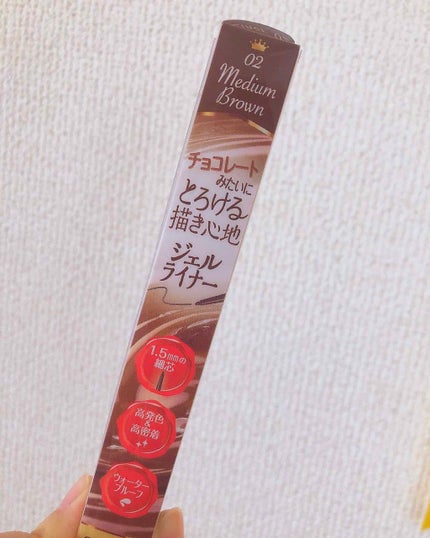 02
Medium
Brown
チョコレート
みたいに
とろける
描き心地
ジェル
ライナー
1.5mmの
細芯
高発色
&
高密着
ウォーター
プルーフ